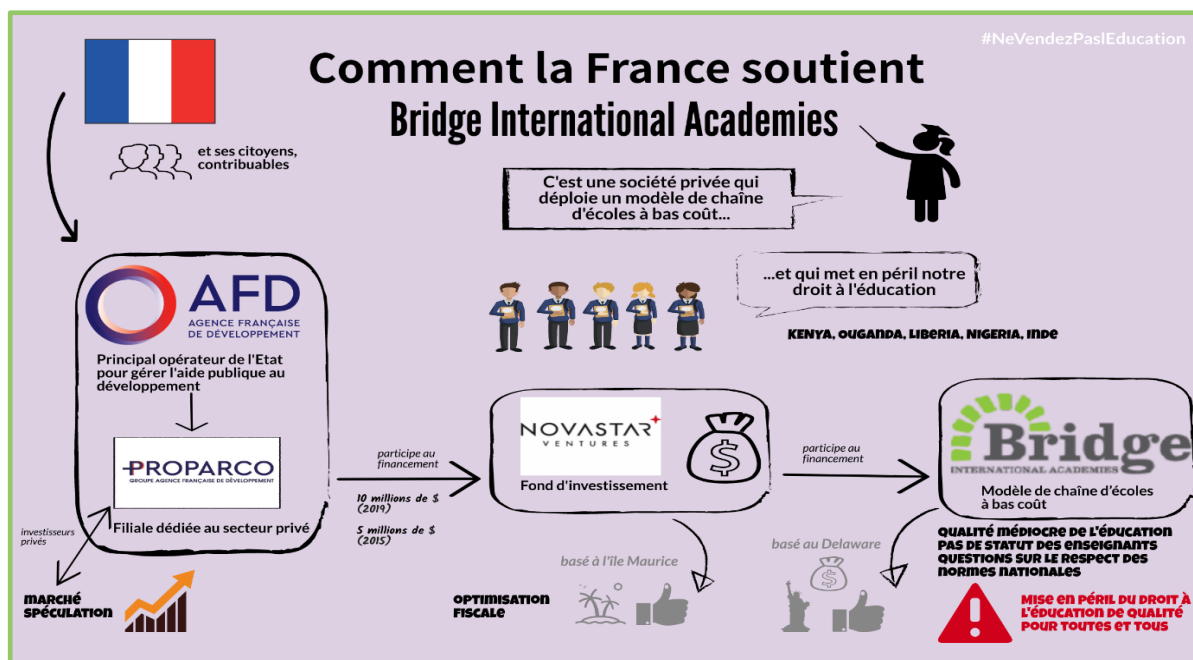 #NeVendezPaslEducation
Comment la France soutient
Bridge International Academies
et ses citoyens,
contribuables
C'est une société privée qui
déploie un modèle de chaîne
d'écoles à bas coût...
...et qui met en péril notre
droit à l'éducation
KENYA, OUGANDA, LIBERIA, NIGERIA, INDE
AFD
AGENCE FRANÇAISE
DE DÉVELOPPEMENT
Principal opérateur de l'Etat
pour gérer l'aide publique au
développement
PROPARCO
GROUPE AGENCE FRANÇAISE DE DÉVELOPPEMENT
Filiale dédiée au secteur privé
investisseurs
privés
MARCHÉ
SPÉCULATION
participe au
financement
10 millions de $
(2019)
5 millions de $
(2015)
NOVASTAR
VENTURES
$
Fond d'investissement
basé à l'île Maurice
OPTIMISATION
FISCALE
participe au
financement
basé au Delaware
$
Bridge
INTERNATIONAL ACADEMIES
Modèle de chaîne d'écoles
à bas coût
QUALITÉ MÉDIOCRE DE L'ÉDUCATION
PAS DE STATUT DES ENSEIGNANTS
QUESTIONS SUR LE RESPECT DES
NORMES NATIONALES
!
MISE EN PÉRIL DU DROIT À
L'ÉDUCATION DE QUALITÉ
POUR TOUTES ET TOUS